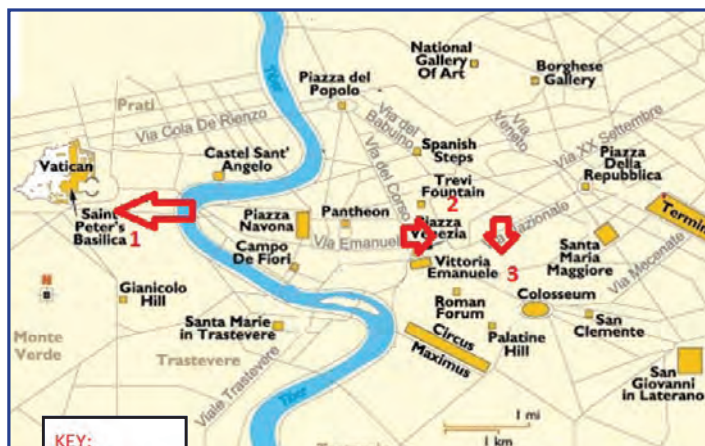 National
Gallery
Of Art
Borghese
Gallery
Piazza del
Popolo
Tiber
Prati
Via Cola De Rienzo
Via del
Babuino
Via
Veneto
Via XX Settembre
Vatican
Castel Sant'
Angelo
Via del Corso
Spanish
Steps
Piazza
Della
Repubblica
Trevi
Fountain
2
Saint
Peter's
Basilica
1
Piazza
Navona
Pantheon
Piazza
Venezia
Via Emanuel
Nazionale
Termin
Campo
De Fiori
Vittoria
Emanuele
3
Santa
Maria
Maggiore
Via Mecenate
N
Gianicolo
Hill
Roman
Forum
Colosseum
Monte
Verde
Santa Marie
in Trastevere
Circus
Maximus
Palatine
Hill
San
Clemente
Trastevere
Viale Trastevere
San
Giovanni
in Laterano
Tiber
1 mi
1 km
KEY: